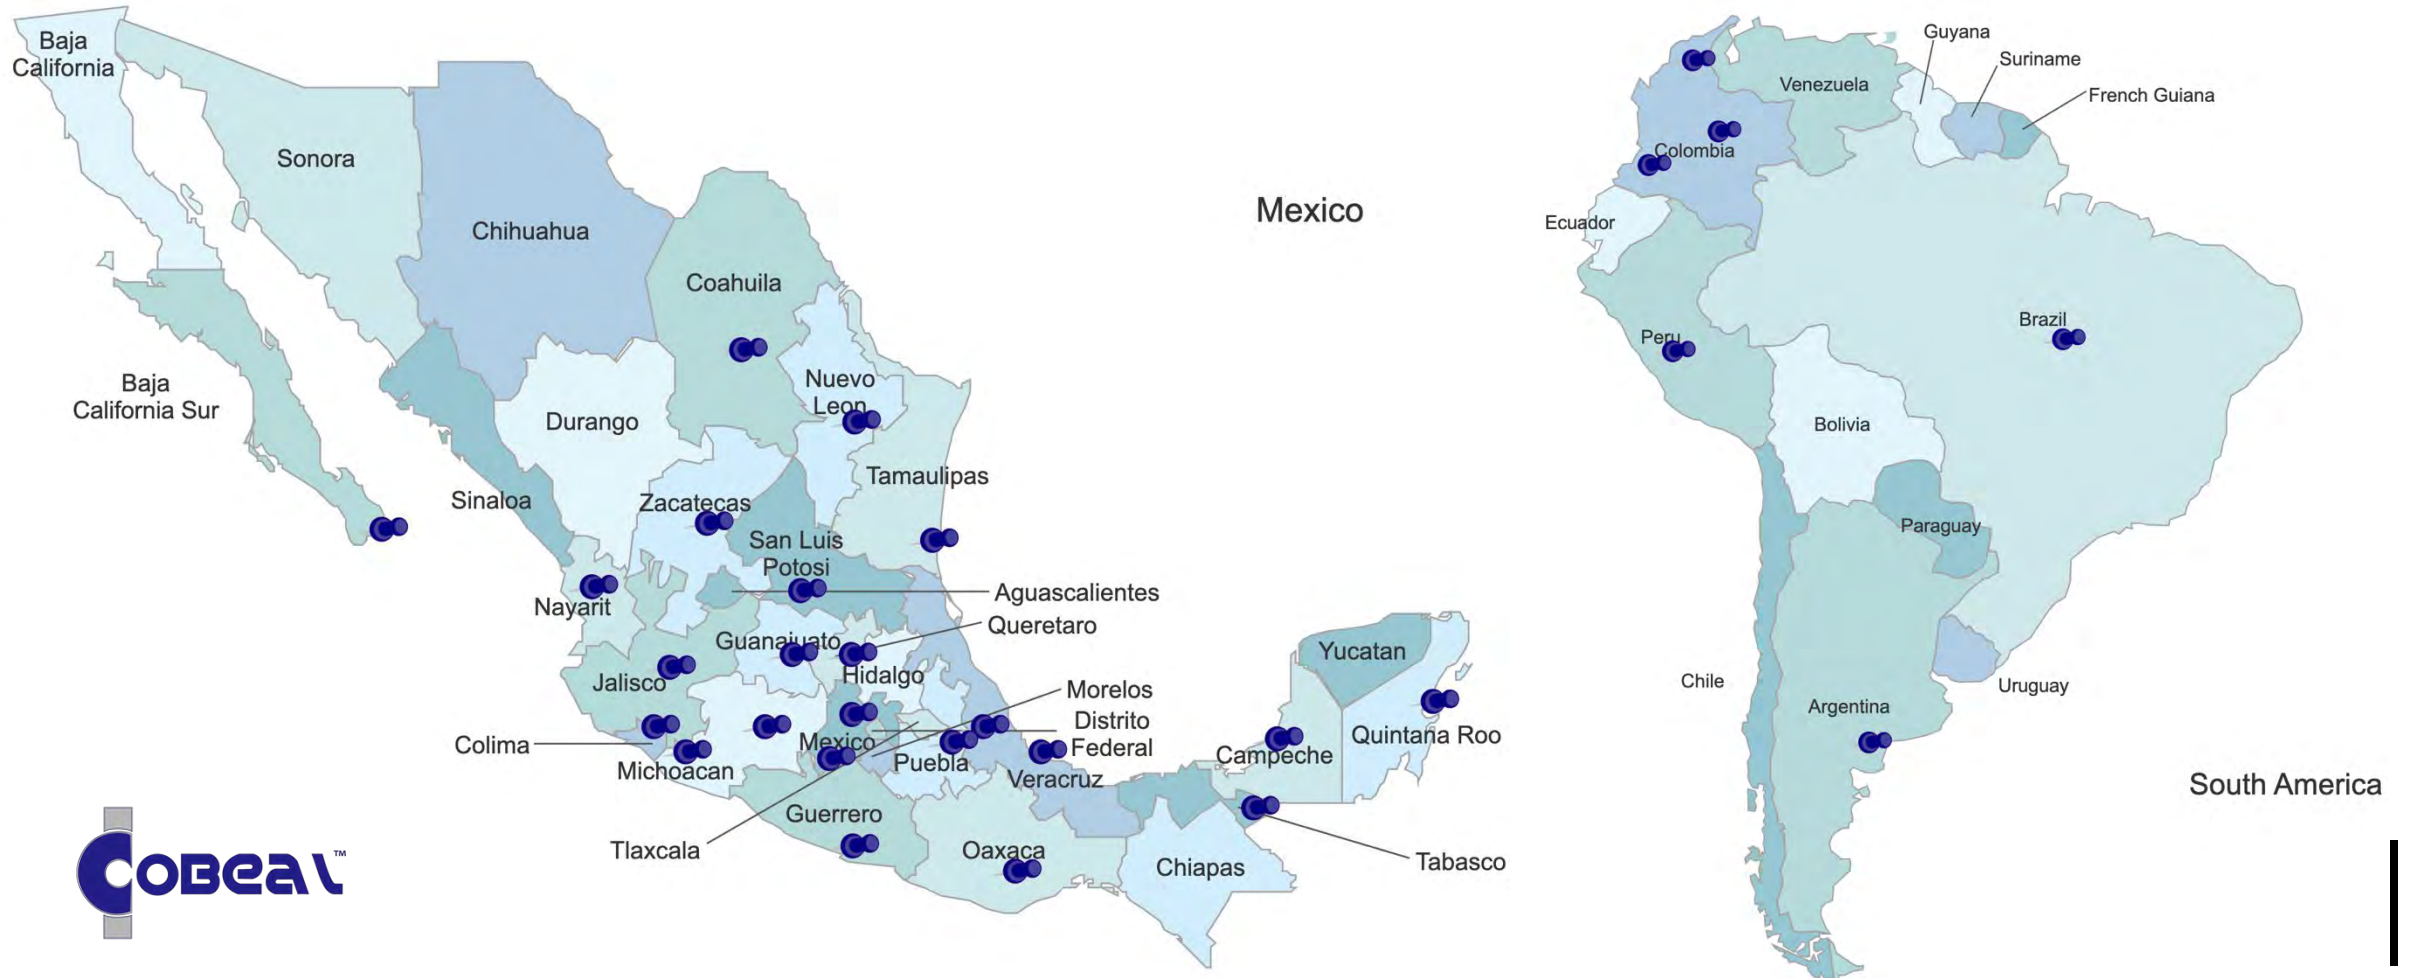 Baja
California
Sonora
Chihuahua
Coahuila
Baja
California Sur
Durango
Nuevo
Leon
Sinaloa
Zacatecas
Tamaulipas
San Luis
Potosi
Nayarit
Aguascalientes
Queretaro
Guanajuato
Hidalgo
Jalisco
Morelos
Distrito
Federal
Colima
Mexico
Michoacan
Puebla
Veracruz
Guerrero
Tlaxcala
Oaxaca
Yucatan
Quintana Roo
Campeche
Tabasco
Chiapas
COBeal™
Mexico
Guyana
Suriname
French Guiana
Venezuela
Colombia
Ecuador
Peru
Brazil
Bolivia
Paraguay
Chile
Argentina
Uruguay
South America